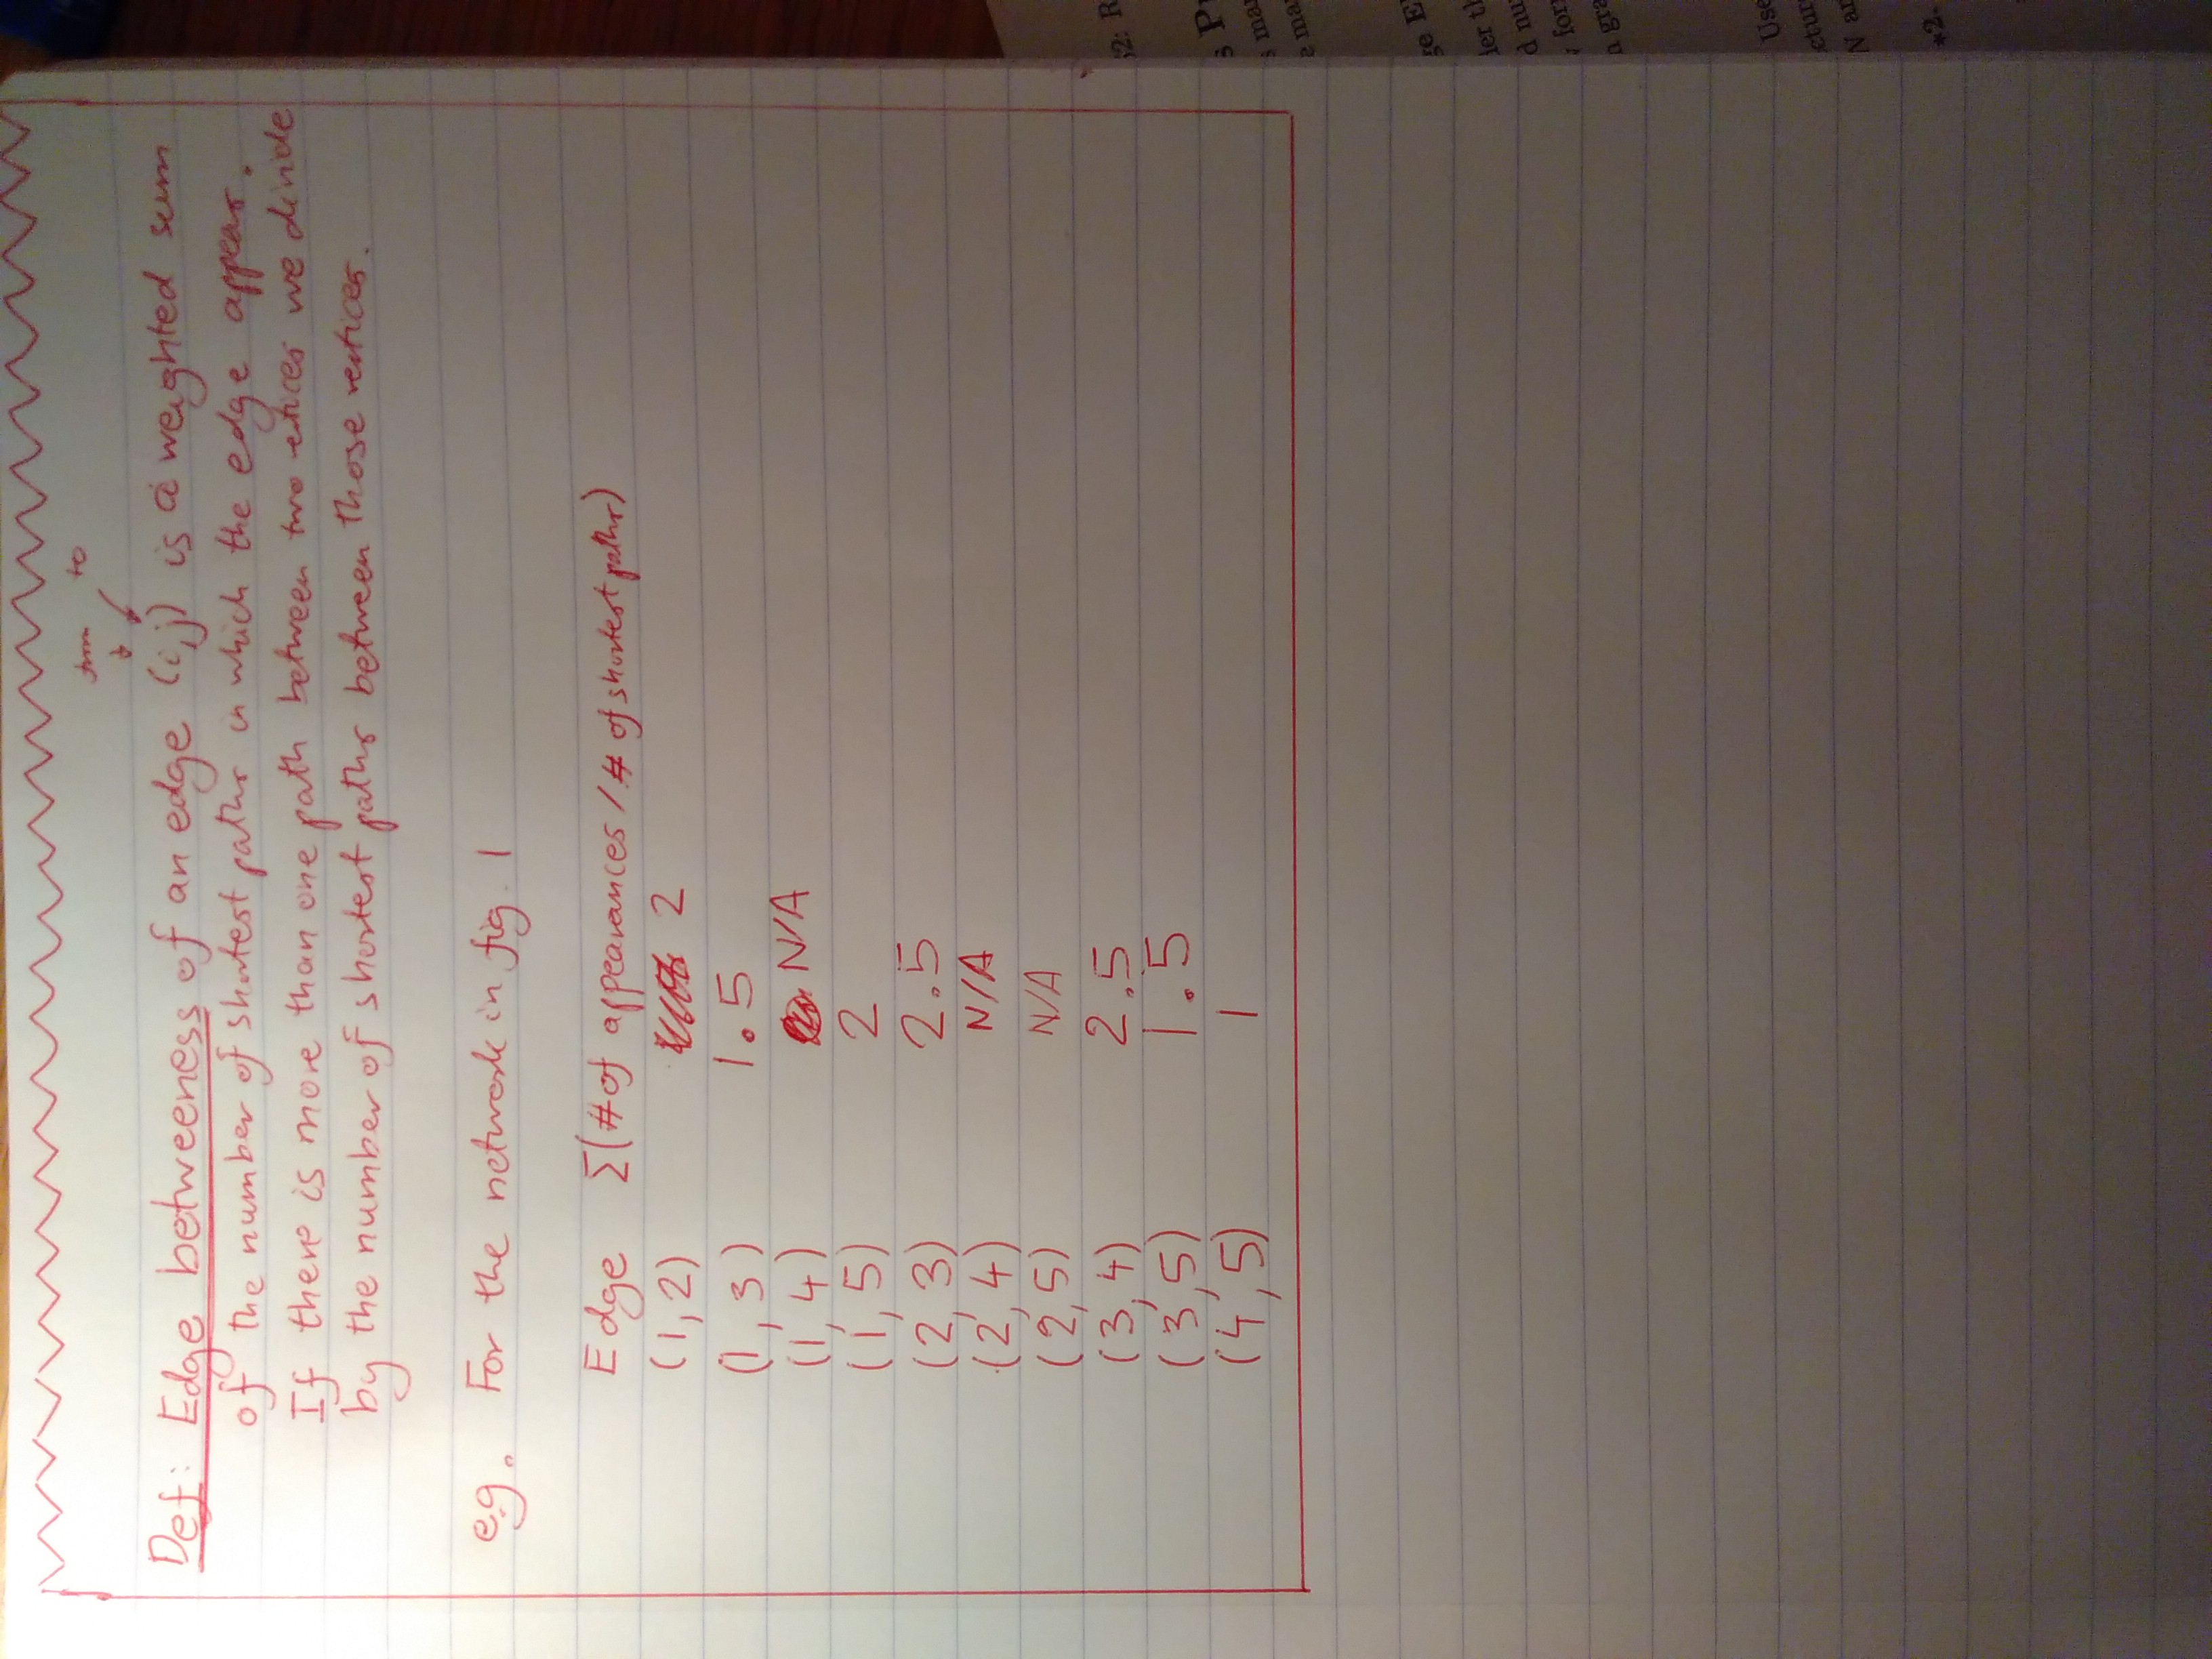 from to
Def: Edge betweeness of an edge (i,j) is a weighted sum
of the number of shortest paths in which the edge appears.
If there is more than one path between two vertices we divide
by the number of shortest paths between those vertices.
e.g. For the network in fig. 1
Edge Σ(# of appearances / # of shortest paths)
(1,2) 2
(1,3) 1.5
(1,4) N/A
(1,5) 2
(2,3) 2.5
(2,4) N/A
(2,5) N/A
(3,4) 2.5
(3,5) 1.5
(4,5) 1
2: R
s Pr
s mar
e mar
ge E
der th
d nu
for
n gra
Use
ctur
N an
*2.